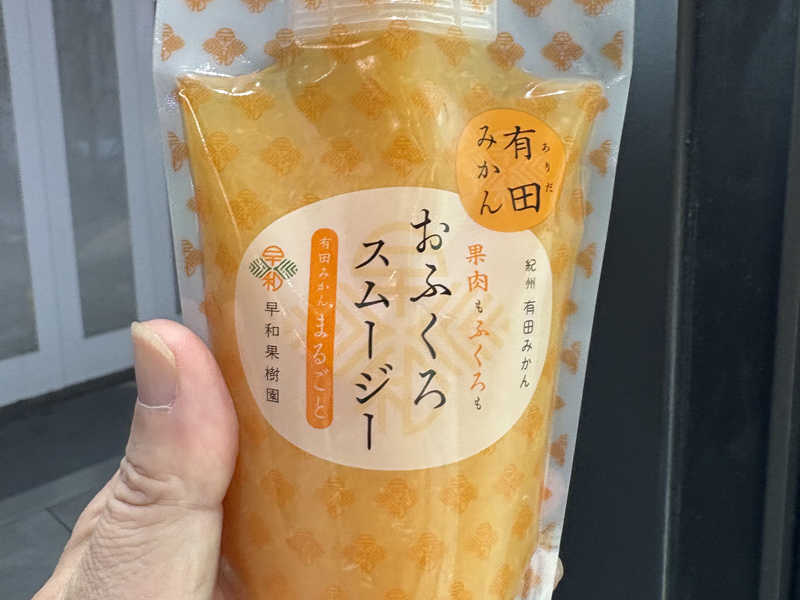 有田
ありだ
みかん
紀州 有田みかん
果肉もふくろも
おふくろ
スムージー
有田みかん、まるごと
早和
早和果樹園